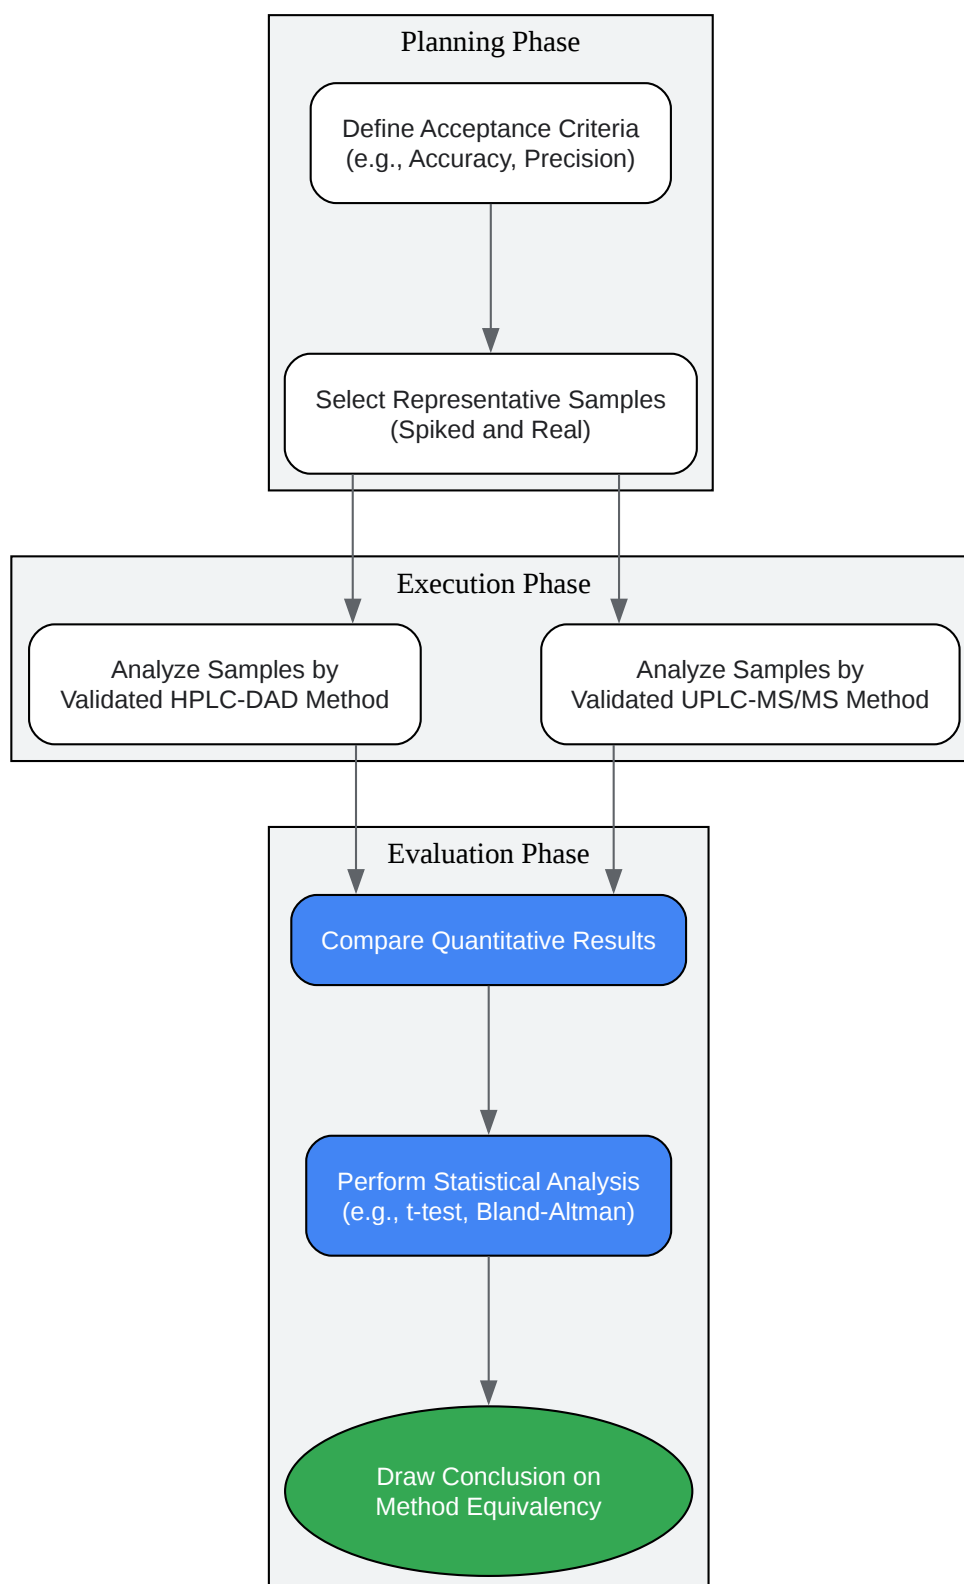 Planning Phase
Define Acceptance Criteria
(e.g., Accuracy, Precision)
Select Representative Samples
(Spiked and Real)
Execution Phase
Analyze Samples by
Validated HPLC-DAD Method
Analyze Samples by
Validated UPLC-MS/MS Method
Evaluation Phase
Compare Quantitative Results
Perform Statistical Analysis
(e.g., t-test, Bland-Altman)
Draw Conclusion on
Method Equivalency